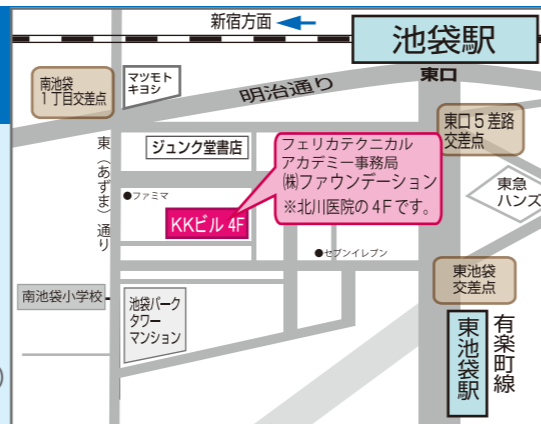 新宿方面
池袋駅
東口
南池袋
1丁目交差点
マツモト
キヨシ
明治通り
東口5差路
交差点
ジュンク堂書店
フェリカテクニカル
アカデミー事務局
㈱ファウンデーション
※北川医院の4Fです。
東急
ハンズ
東(あずま)通り
●ファミマ
KKビル 4F
●セブンイレブン
東池袋
交差点
南池袋小学校
池袋パーク
タワー
マンション
東池袋駅
有楽町線
)